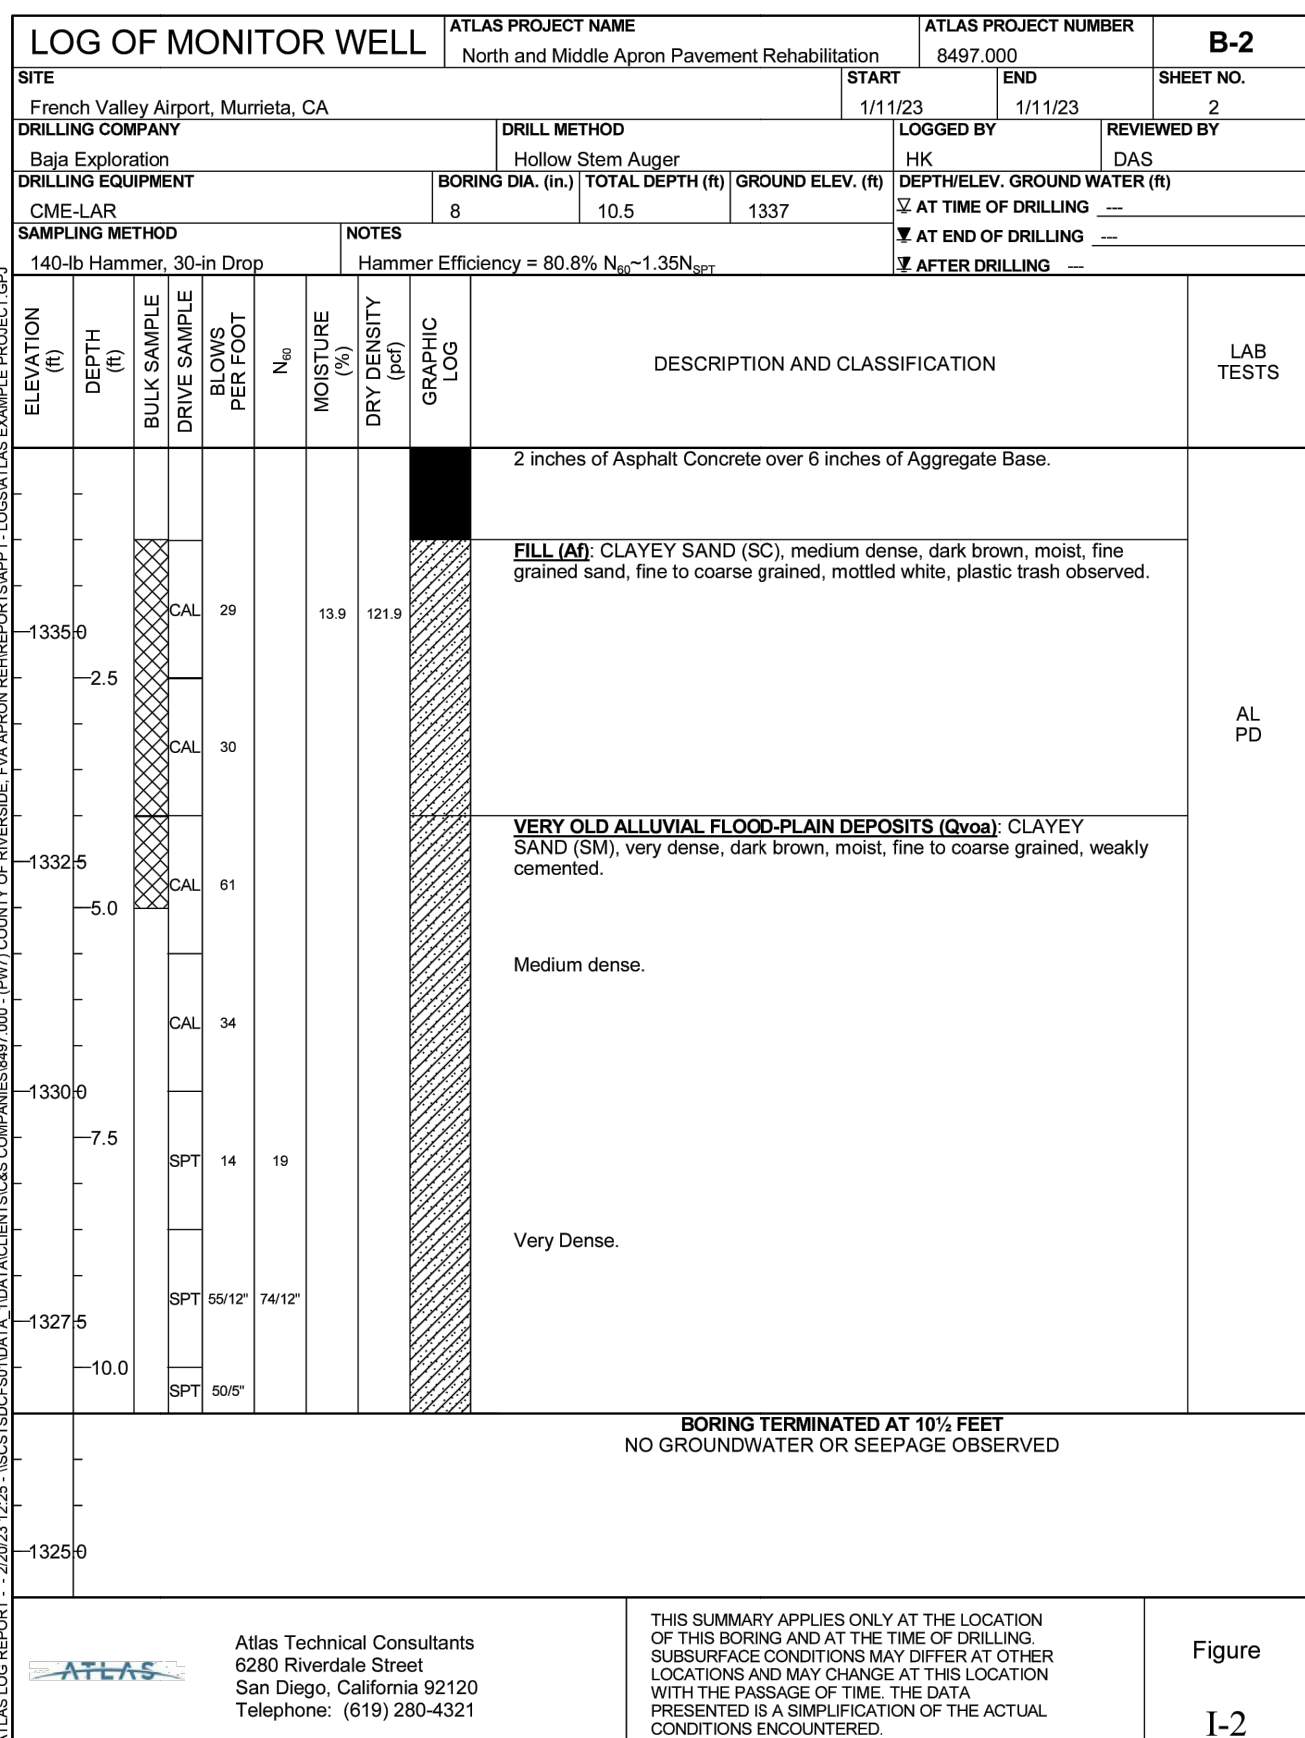 LOG OF MONITOR WELL
ATLAS PROJECT NAME
North and Middle Apron Pavement Rehabilitation
ATLAS PROJECT NUMBER
8497.000
B-2
SITE
French Valley Airport, Murrieta, CA
START
1/11/23
END
1/11/23
SHEET NO.
2
DRILLING COMPANY
Baja Exploration
DRILL METHOD
Hollow Stem Auger
LOGGED BY
HK
REVIEWED BY
DAS
DRILLING EQUIPMENT
CME-LAR
BORING DIA. (in.)
8
TOTAL DEPTH (ft)
10.5
GROUND ELEV. (ft)
1337
DEPTH/ELEV. GROUND WATER (ft)
AT TIME OF DRILLING ---
AT END OF DRILLING ---
AFTER DRILLING ---
SAMPLING METHOD
140-lb Hammer, 30-in Drop
NOTES
Hammer Efficiency = 80.8% N60~1.35NSPT
ELEVATION
(ft)
DEPTH
(ft)
BULK SAMPLE
DRIVE SAMPLE
BLOWS
PER FOOT
N60
MOISTURE
(%)
DRY DENSITY
(pcf)
GRAPHIC
LOG
DESCRIPTION AND CLASSIFICATION
LAB
TESTS
2 inches of Asphalt Concrete over 6 inches of Aggregate Base.
FILL (Af): CLAYEY SAND (SC), medium dense, dark brown, moist, fine
grained sand, fine to coarse grained, mottled white, plastic trash observed.
CAL 29 13.9 121.9
1335.0
2.5
AL
PD
CAL 30
VERY OLD ALLUVIAL FLOOD-PLAIN DEPOSITS (Qvoa): CLAYEY
SAND (SM), very dense, dark brown, moist, fine to coarse grained, weakly
cemented.
1332.5
CAL 61
5.0
Medium dense.
CAL 34
1330.0
7.5
SPT 14 19
Very Dense.
SPT 55/12" 74/12"
1327.5
10.0
SPT 50/5"
BORING TERMINATED AT 10½ FEET
NO GROUNDWATER OR SEEPAGE OBSERVED
1325.0
ATLAS
Atlas Technical Consultants
6280 Riverdale Street
San Diego, California 92120
Telephone: (619) 280-4321
THIS SUMMARY APPLIES ONLY AT THE LOCATION
OF THIS BORING AND AT THE TIME OF DRILLING.
SUBSURFACE CONDITIONS MAY DIFFER AT OTHER
LOCATIONS AND MAY CHANGE AT THIS LOCATION
WITH THE PASSAGE OF TIME. THE DATA
PRESENTED IS A SIMPLIFICATION OF THE ACTUAL
CONDITIONS ENCOUNTERED.
Figure
I-2